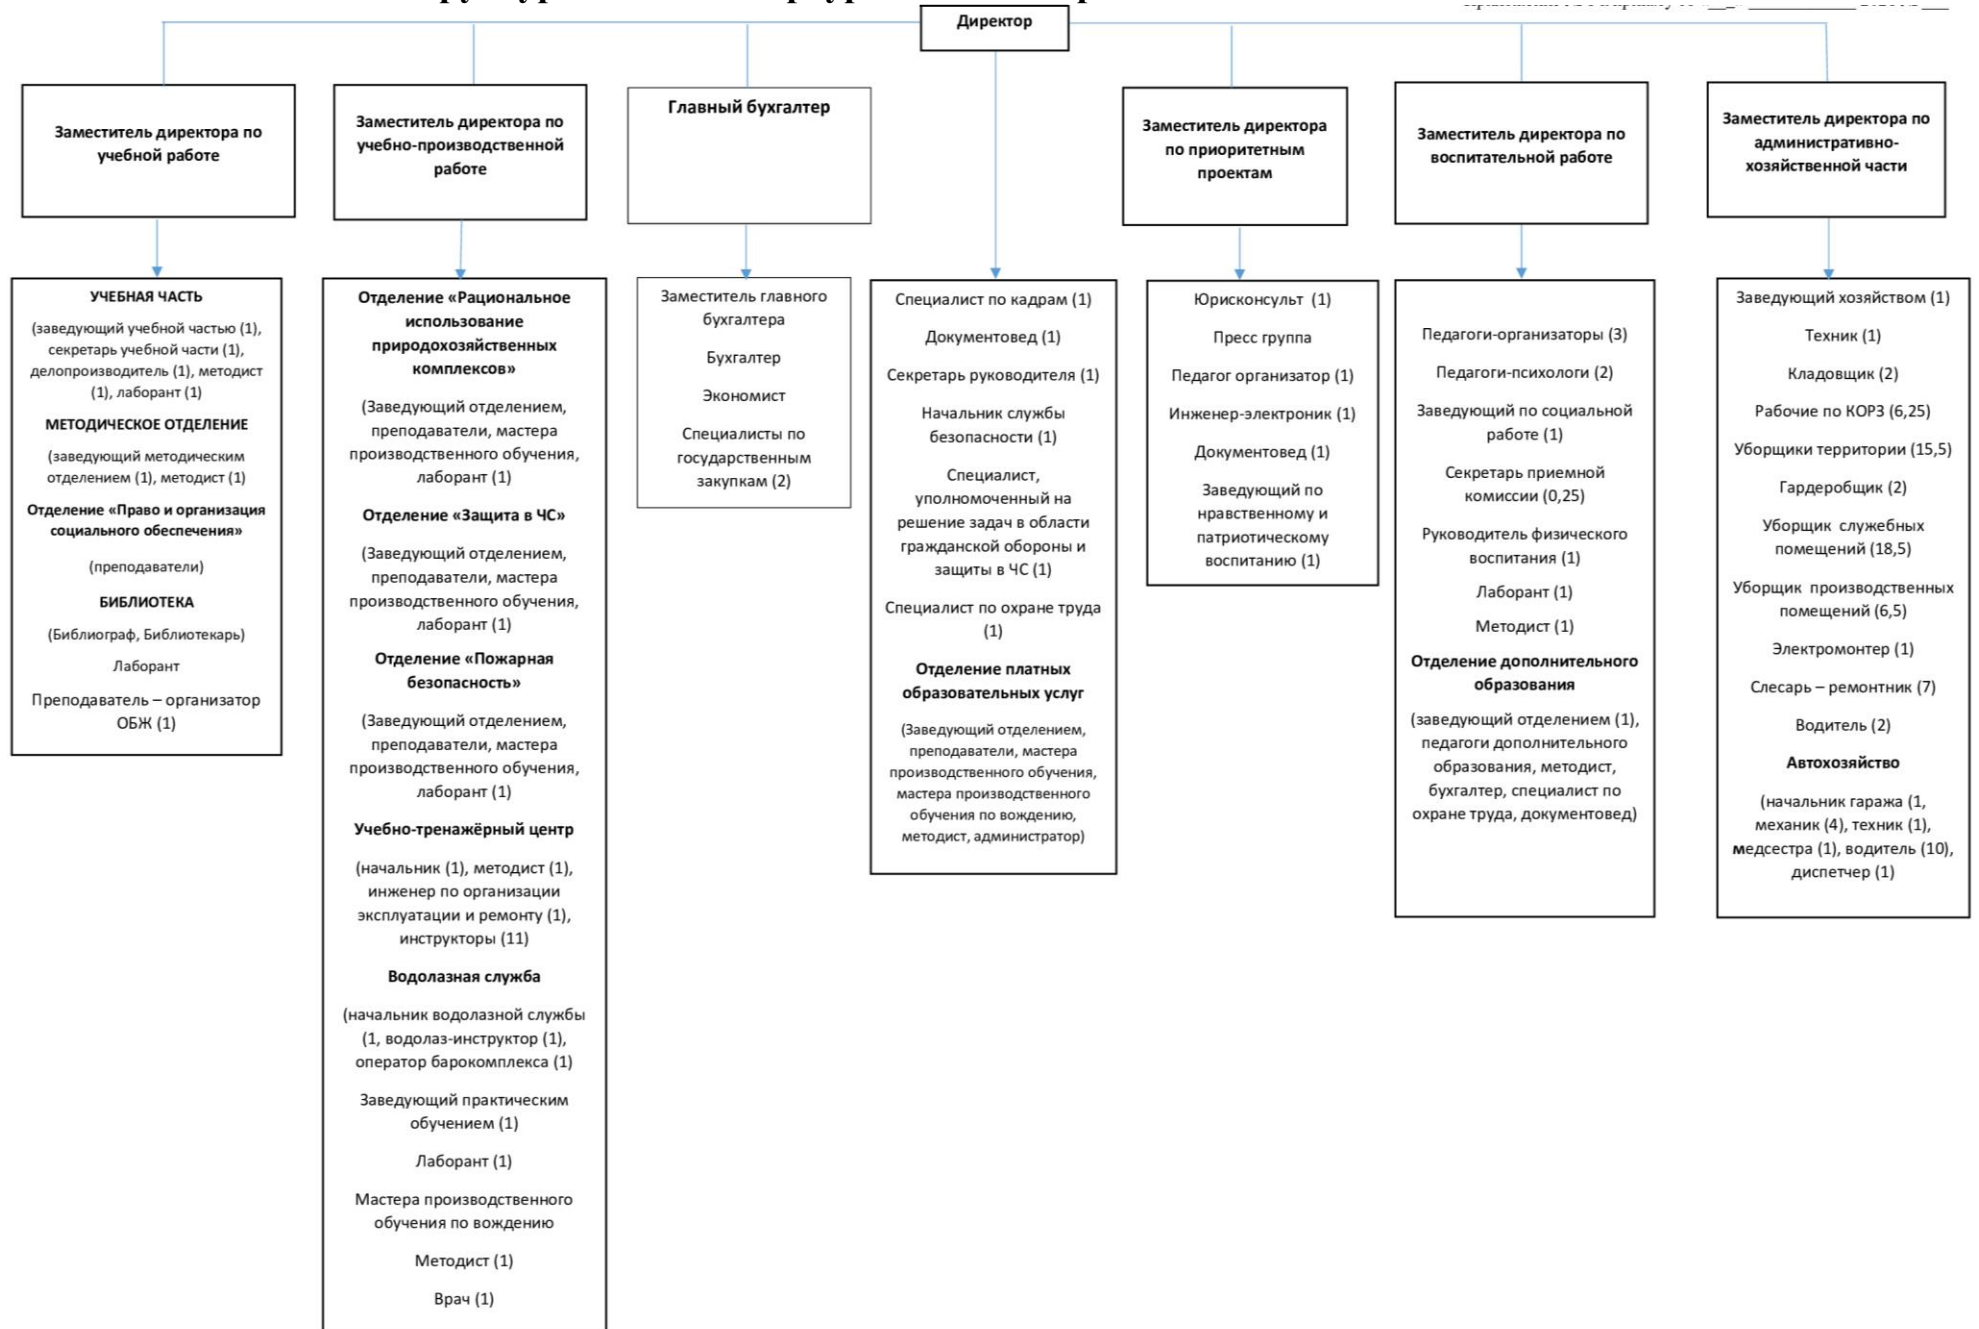 Директор
Заместитель директора по
учебной работе
Заместитель директора по
учебно-производственной
работе
Главный бухгалтер
Заместитель директора
по приоритетным
проектам
Заместитель директора по
воспитательной работе
Заместитель директора по
административно-
хозяйственной части
УЧЕБНАЯ ЧАСТЬ
(заведующий учебной частью (1),
секретарь учебной части (1),
делопроизводитель (1), методист
(1), лаборант (1)
МЕТОДИЧЕСКОЕ ОТДЕЛЕНИЕ
(заведующий методическим
отделением (1), методист (1)
Отделение «Право и организация
социального обеспечения»
(преподаватели)
БИБЛИОТЕКА
(Библиограф, Библиотекарь)
Лаборант
Преподаватель – организатор
ОБЖ (1)
Отделение «Рациональное
использование
природохозяйственных
комплексов»
(Заведующий отделением,
преподаватели, мастера
производственного обучения,
лаборант (1)
Отделение «Защита в ЧС»
(Заведующий отделением,
преподаватели, мастера
производственного обучения,
лаборант (1)
Отделение «Пожарная
безопасность»
(Заведующий отделением,
преподаватели, мастера
производственного обучения,
лаборант (1)
Учебно-тренажёрный центр
(начальник (1), методист (1),
инженер по организации
эксплуатации и ремонту (1),
инструкторы (11)
Водолазная служба
(начальник водолазной службы
(1, водолаз-инструктор (1),
оператор барокомплекса (1)
Заведующий практическим
обучением (1)
Лаборант (1)
Мастера производственного
обучения по вождению
Методист (1)
Врач (1)
Заместитель главного
бухгалтера
Бухгалтер
Экономист
Специалисты по
государственным
закупкам (2)
Специалист по кадрам (1)
Документовед (1)
Секретарь руководителя (1)
Начальник службы
безопасности (1)
Специалист,
уполномоченный на
решение задач в области
гражданской обороны и
защиты в ЧС (1)
Специалист по охране труда
(1)
Отделение платных
образовательных услуг
(Заведующий отделением,
преподаватели, мастера
производственного обучения,
мастера производственного
обучения по вождению,
методист, администратор)
Юрисконсульт (1)
Пресс группа
Педагог организатор (1)
Инженер-электроник (1)
Документовед (1)
Заведующий по
нравственному и
патриотическому
воспитанию (1)
Педагоги-организаторы (3)
Педагоги-психологи (2)
Заведующий по социальной
работе (1)
Секретарь приемной
комиссии (0,25)
Руководитель физического
воспитания (1)
Лаборант (1)
Методист (1)
Отделение дополнительного
образования
(заведующий отделением (1),
педагоги дополнительного
образования, методист,
бухгалтер, специалист по
охране труда, документовед)
Заведующий хозяйством (1)
Техник (1)
Кладовщик (2)
Рабочие по КОРЗ (6,25)
Уборщики территории (15,5)
Гардеробщик (2)
Уборщик служебных
помещений (18,5)
Уборщик производственных
помещений (6,5)
Электромонтер (1)
Слесарь – ремонтник (7)
Водитель (2)
Автохозяйство
(начальник гаража (1,
механик (4), техник (1),
медсестра (1), водитель (10),
диспетчер (1)